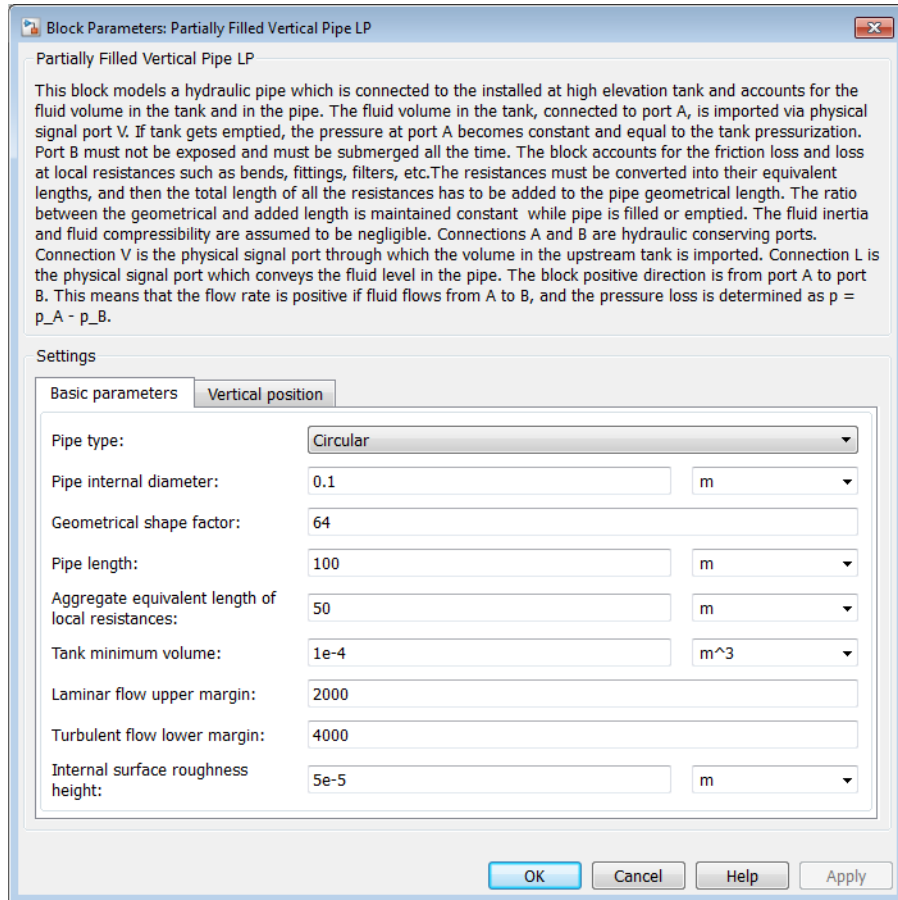 Block Parameters: Partially Filled Vertical Pipe LP
Partially Filled Vertical Pipe LP
This block models a hydraulic pipe which is connected to the installed at high elevation tank and accounts for the
fluid volume in the tank and in the pipe. The fluid volume in the tank, connected to port A, is imported via physical
signal port V. If tank gets emptied, the pressure at port A becomes constant and equal to the tank pressurization.
Port B must not be exposed and must be submerged all the time. The block accounts for the friction loss and loss
at local resistances such as bends, fittings, filters, etc.The resistances must be converted into their equivalent
lengths, and then the total length of all the resistances has to be added to the pipe geometrical length. The ratio
between the geometrical and added length is maintained constant  while pipe is filled or emptied. The fluid inertia
and fluid compressibility are assumed to be negligible. Connections A and B are hydraulic conserving ports.
Connection V is the physical signal port through which the volume in the upstream tank is imported. Connection L is
the physical signal port which conveys the fluid level in the pipe. The block positive direction is from port A to port
B. This means that the flow rate is positive if fluid flows from A to B, and the pressure loss is determined as p =
p_A - p_B.
Settings
Basic parameters Vertical position
Pipe type: Circular
Pipe internal diameter: 0.1 m
Geometrical shape factor: 64
Pipe length: 100 m
Aggregate equivalent length of
local resistances: 50 m
Tank minimum volume: 1e-4 m^3
Laminar flow upper margin: 2000
Turbulent flow lower margin: 4000
Internal surface roughness
height: 5e-5 m
OK Cancel Help Apply